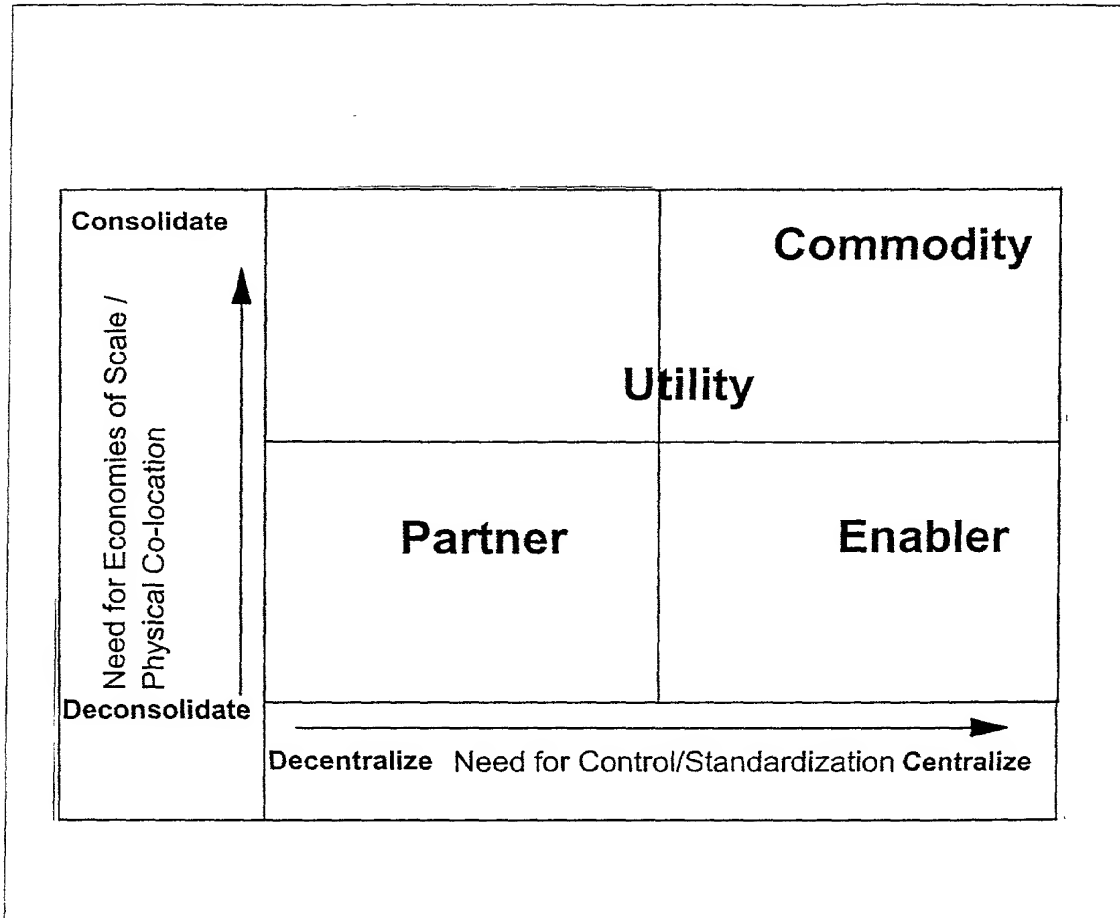 Consolidate
Commodity
Need for Economies of Scale /
Physical Co-location
Utility
Partner
Enabler
Deconsolidate
Decentralize Need for Control/Standardization Centralize